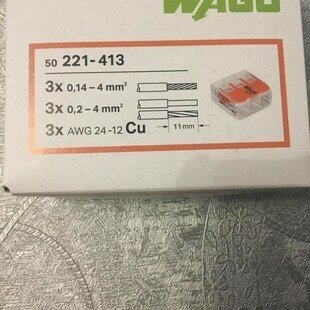 WAGO
50 221-413
3x 0,14–4 mm²
3x 0,2–4 mm²
3x AWG 24-12 Cu
11 mm